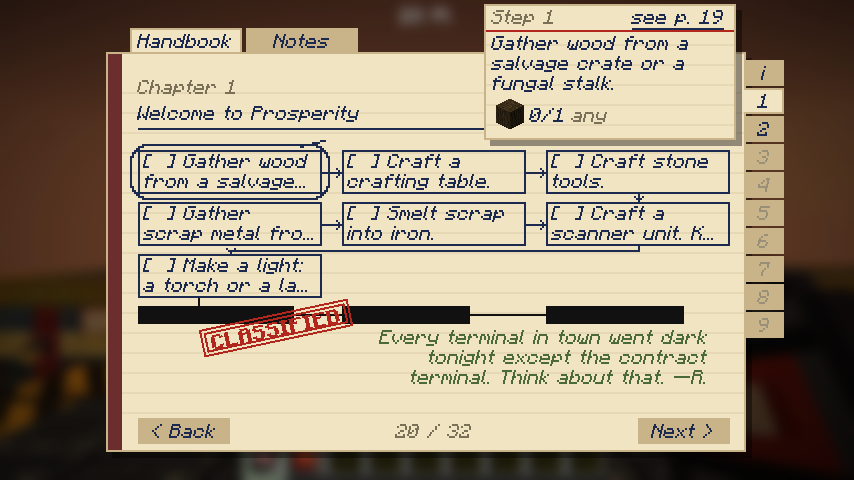 Handbook
Notes
Step 1
see p. 19
Gather wood from a
salvage crate or a
fungal stalk.
0/1 any
Chapter 1
Welcome to Prosperity
[ ] Gather wood
from a salvage...
[ ] Craft a
crafting table.
[ ] Craft stone
tools.
[ ] Gather
scrap metal fro...
[ ] Smelt scrap
into iron.
[ ] Craft a
scanner unit. K...
[ ] Make a light:
a torch or a la...
CLASSIFIED
Every terminal in town went dark
tonight except the contract
terminal. Think about that. —R.
< Back
20 / 32
Next >
i
1
2
3
4
5
6
7
8
9